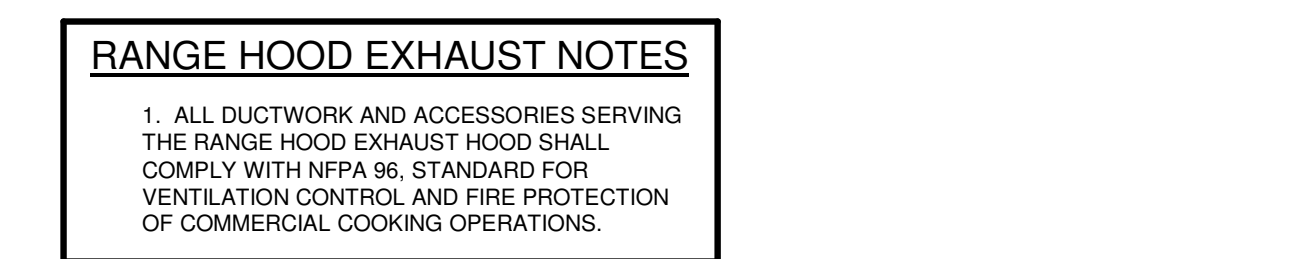 RANGE HOOD EXHAUST NOTES
1. ALL DUCTWORK AND ACCESSORIES SERVING
THE RANGE HOOD EXHAUST HOOD SHALL
COMPLY WITH NFPA 96, STANDARD FOR
VENTILATION CONTROL AND FIRE PROTECTION
OF COMMERCIAL COOKING OPERATIONS.